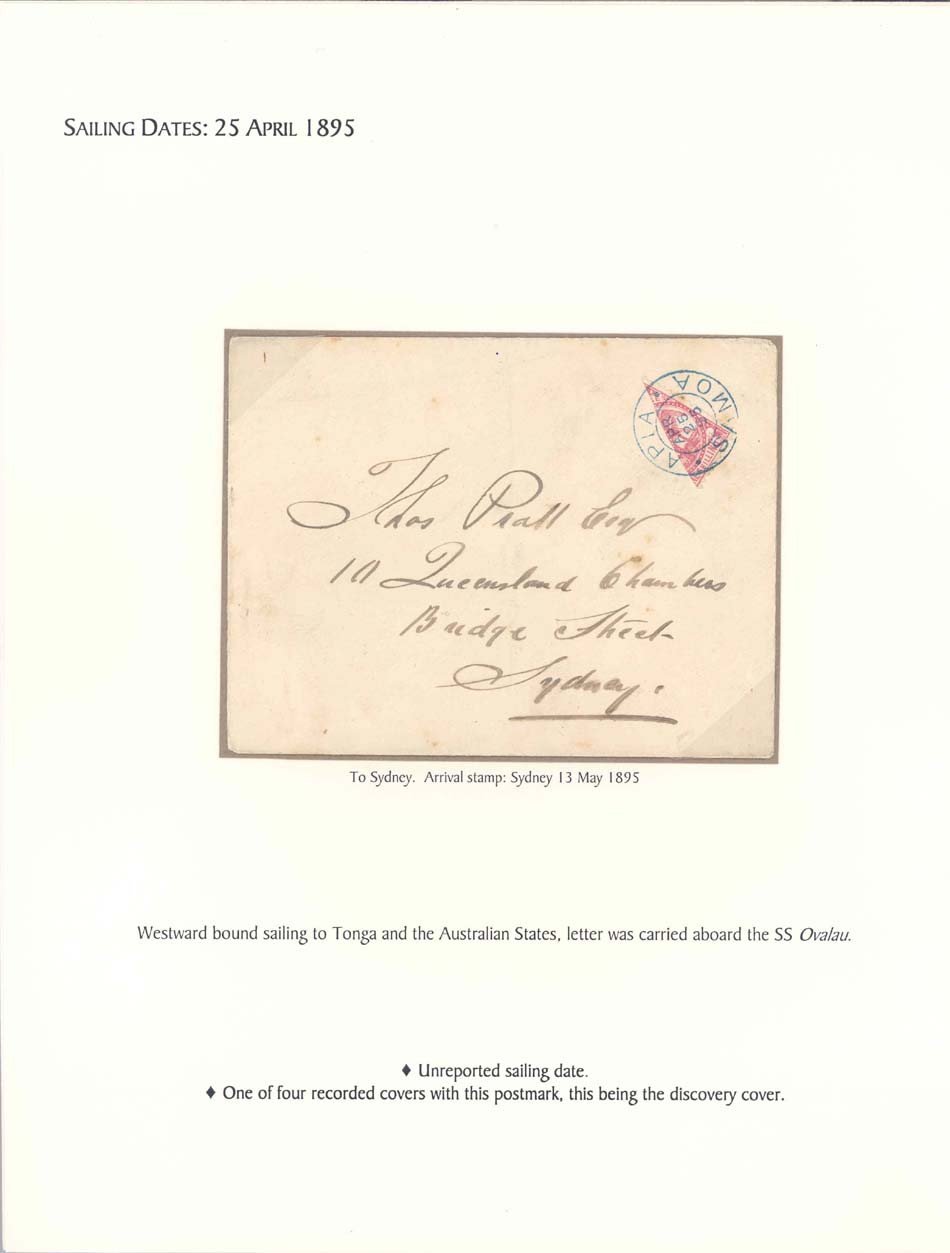 SAILING DATES: 25 APRIL 1895
APIA
SAMOA
APR
25
95
Thos Pratt Esq
10 Queensland Chambers
Bridge Street
Sydney.
To Sydney. Arrival stamp: Sydney 13 May 1895
Westward bound sailing to Tonga and the Australian States, letter was carried aboard the SS Ovalau.
♦ Unreported sailing date.
♦ One of four recorded covers with this postmark, this being the discovery cover.